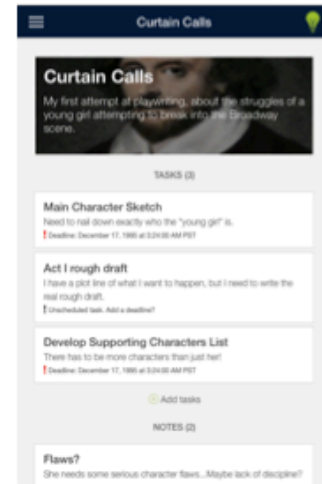 Curtain Calls
Curtain Calls
My first attempt at playwriting, about the struggles of a
young girl attempting to break into the Broadway
scene.
TASKS (3)
Main Character Sketch
Need to nail down exactly who the "young girl" is.
! Deadline: December 17, 1995 at 3:24:00 AM PST
Act I rough draft
I have a plot line of what I want to happen, but I need to write the
real rough draft.
! Unscheduled task. Add a deadline?
Develop Supporting Characters List
There has to be more characters than just her!
! Deadline: December 17, 1995 at 3:24:00 AM PST
Add tasks
NOTES (2)
Flaws?
She needs some serious character flaws...Maybe lack of discipline?